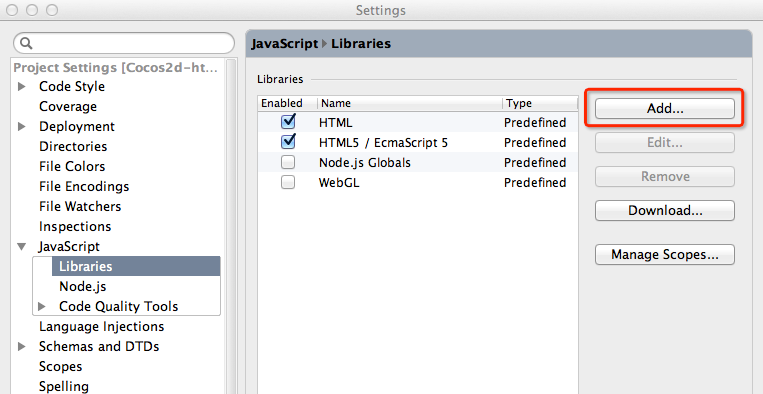 Settings
Project Settings [Cocos2d-ht...
Code Style
Coverage
Deployment
Directories
File Colors
File Encodings
File Watchers
Inspections
JavaScript
Libraries
Node.js
Code Quality Tools
Language Injections
Schemas and DTDs
Scopes
Spelling
JavaScript Libraries
Libraries
Enabled Name Type
HTML Predefined
HTML5 / EcmaScript 5 Predefined
Node.js Globals Predefined
WebGL Predefined
Add...
Edit...
Remove
Download...
Manage Scopes...